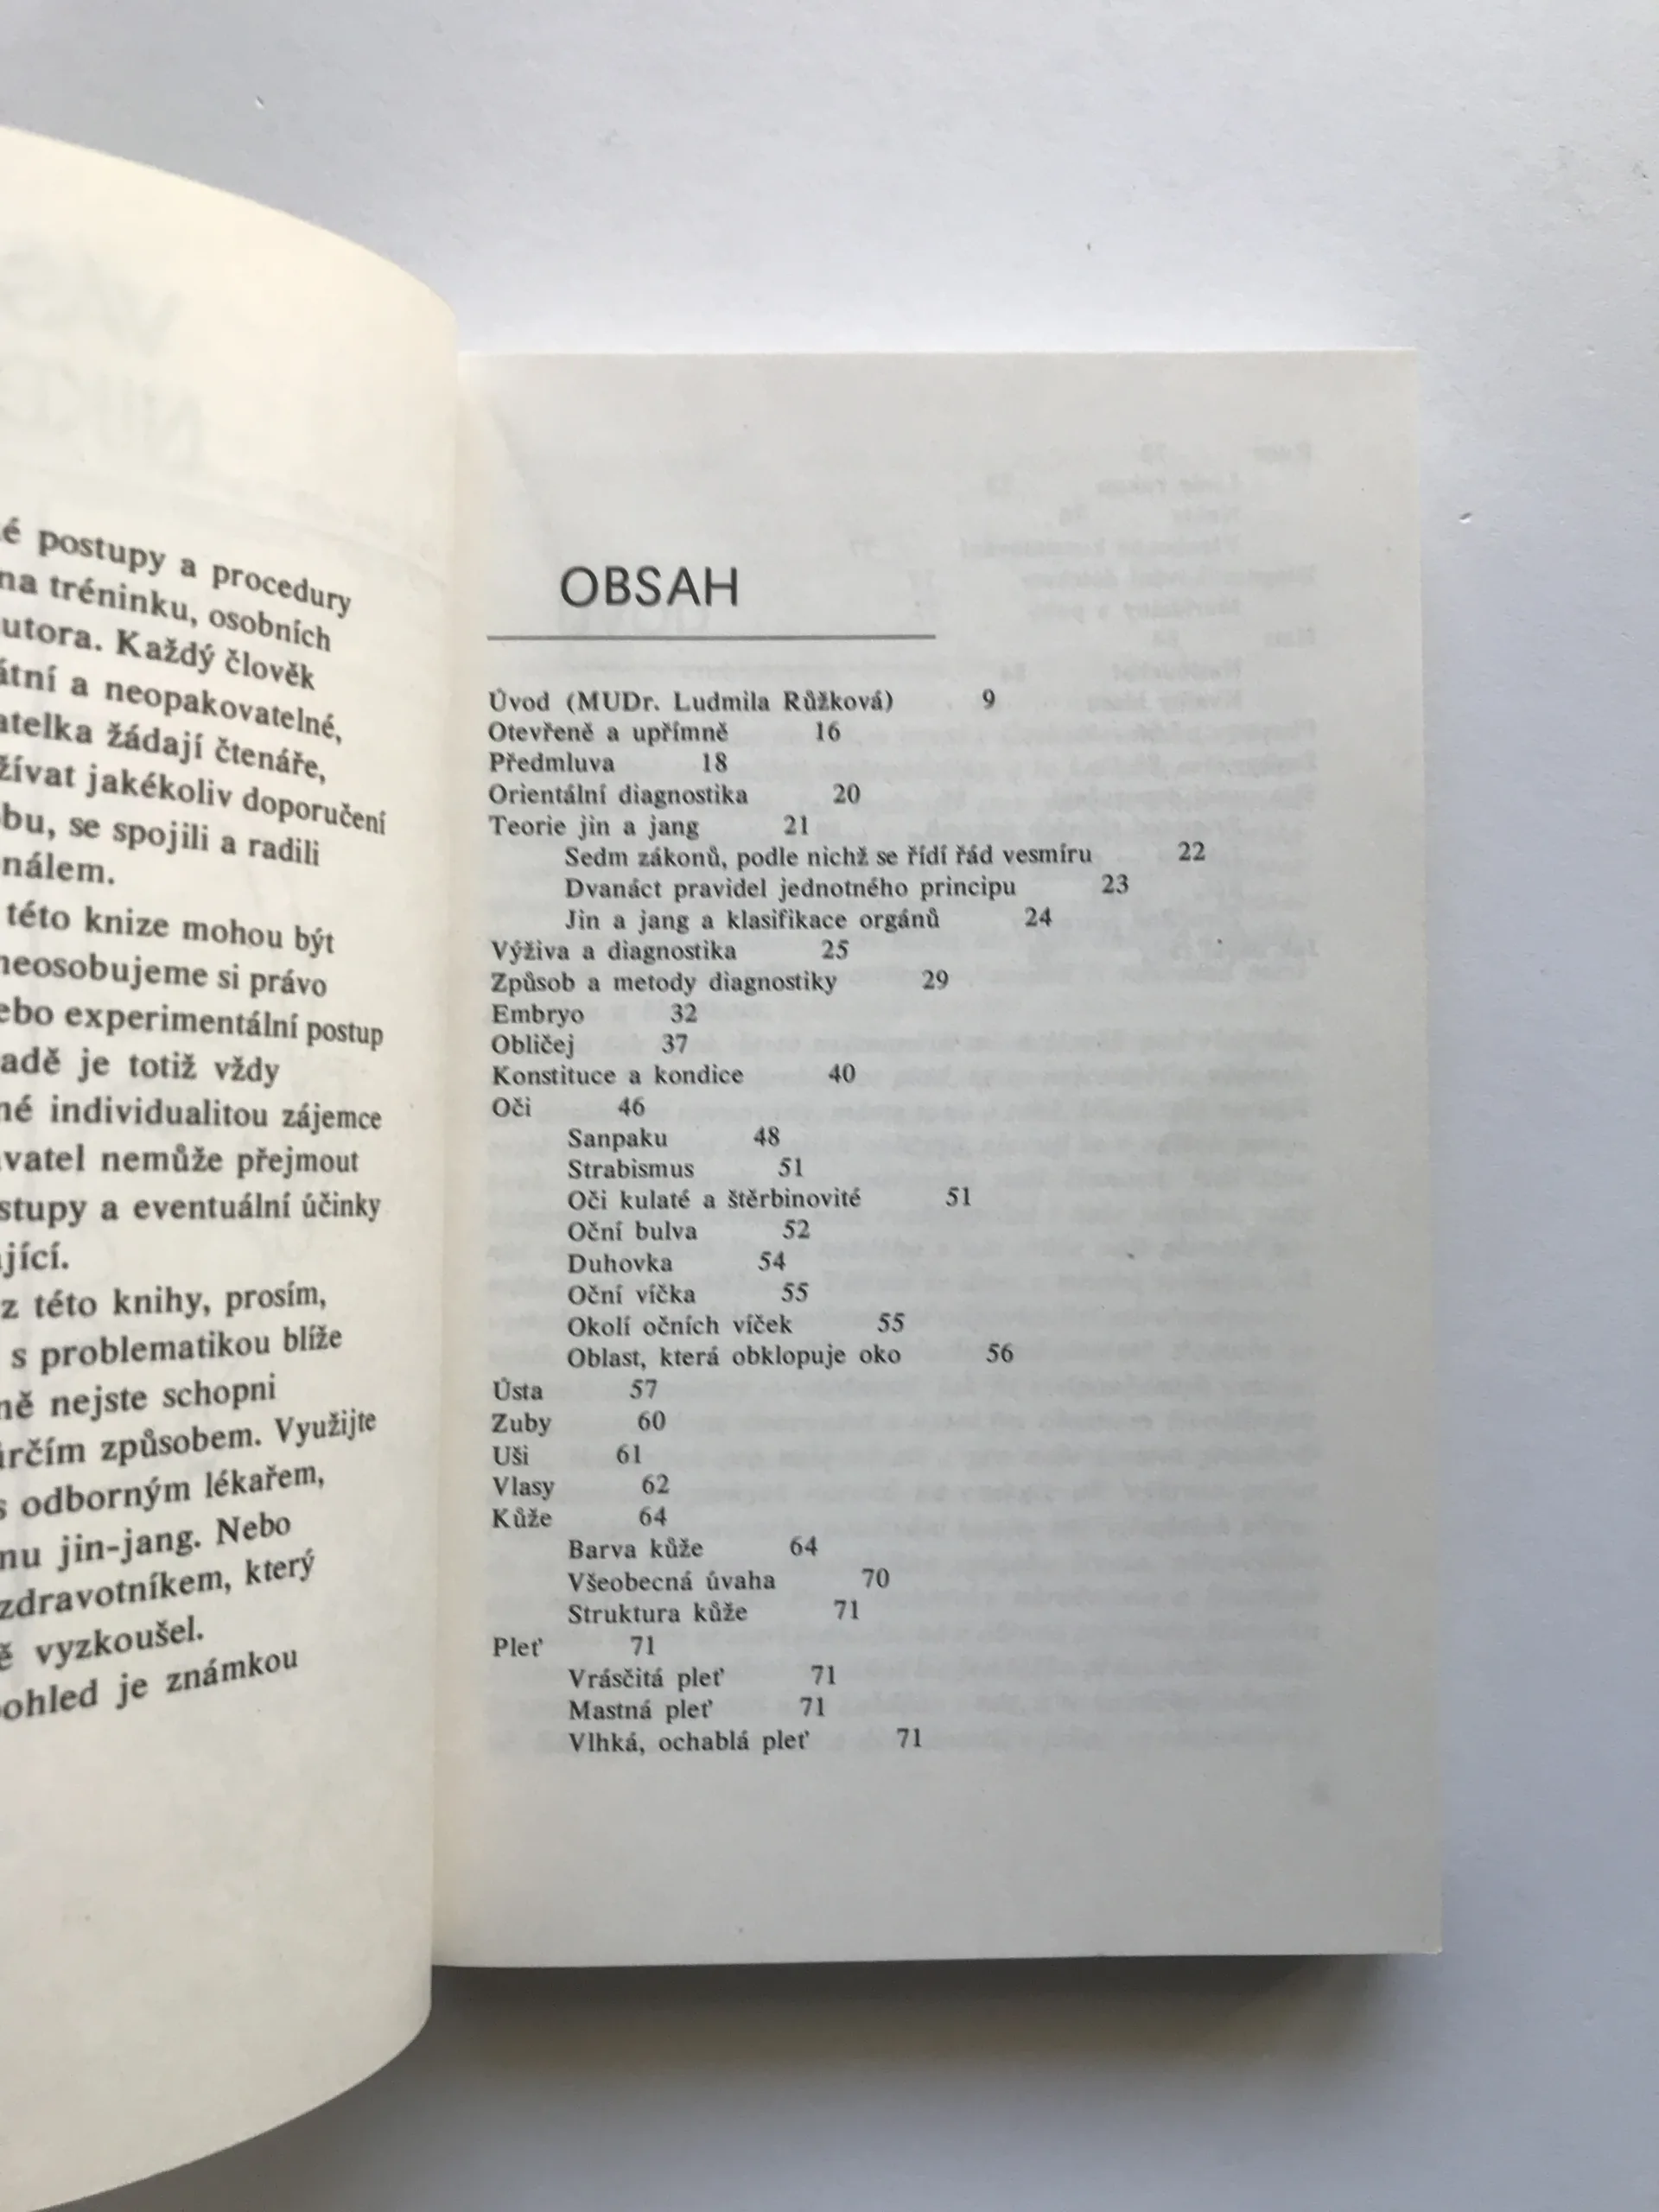 é postupy a procedury
na tréninku, osobních
utora. Každý člověk
átní a neopakovatelné,
atelka žádají čtenáře,
žívat jakékoliv doporučení
bu, se spojili a radili
nálem.
této knize mohou být
neosobujeme si právo
ebo experimentální postup
adě je totiž vždy
né individualitou zájemce
vatel nemůže přejmout
stupy a eventuální účinky
jící.
z této knihy, prosím,
s problematikou blíže
ně nejste schopni
určím způsobem. Využijte
s odborným lékařem,
nu jin-jang. Nebo
zdravotníkem, který
ě vyzkoušel.
ohled je známkou
OBSAH
Úvod (MUDr. Ludmila Růžková) 9
Otevřeně a upřímně 16
Předmluva 18
Orientální diagnostika 20
Teorie jin a jang 21
Sedm zákonů, podle nichž se řídí řád vesmíru 22
Dvanáct pravidel jednotného principu 23
Jin a jang a klasifikace orgánů 24
Výživa a diagnostika 25
Způsob a metody diagnostiky 29
Embryo 32
Obličej 37
Konstituce a kondice 40
Oči 46
Sanpaku 48
Strabismus 51
Oči kulaté a štěrbinovité 51
Oční bulva 52
Duhovka 54
Oční víčka 55
Okolí očních víček 55
Oblast, která obklopuje oko 56
Ústa 57
Zuby 60
Uši 61
Vlasy 62
Kůže 64
Barva kůže 64
Všeobecná úvaha 70
Struktura kůže 71
Pleť 71
Vrásčitá pleť 71
Mastná pleť 71
Vlhká, ochablá pleť 71